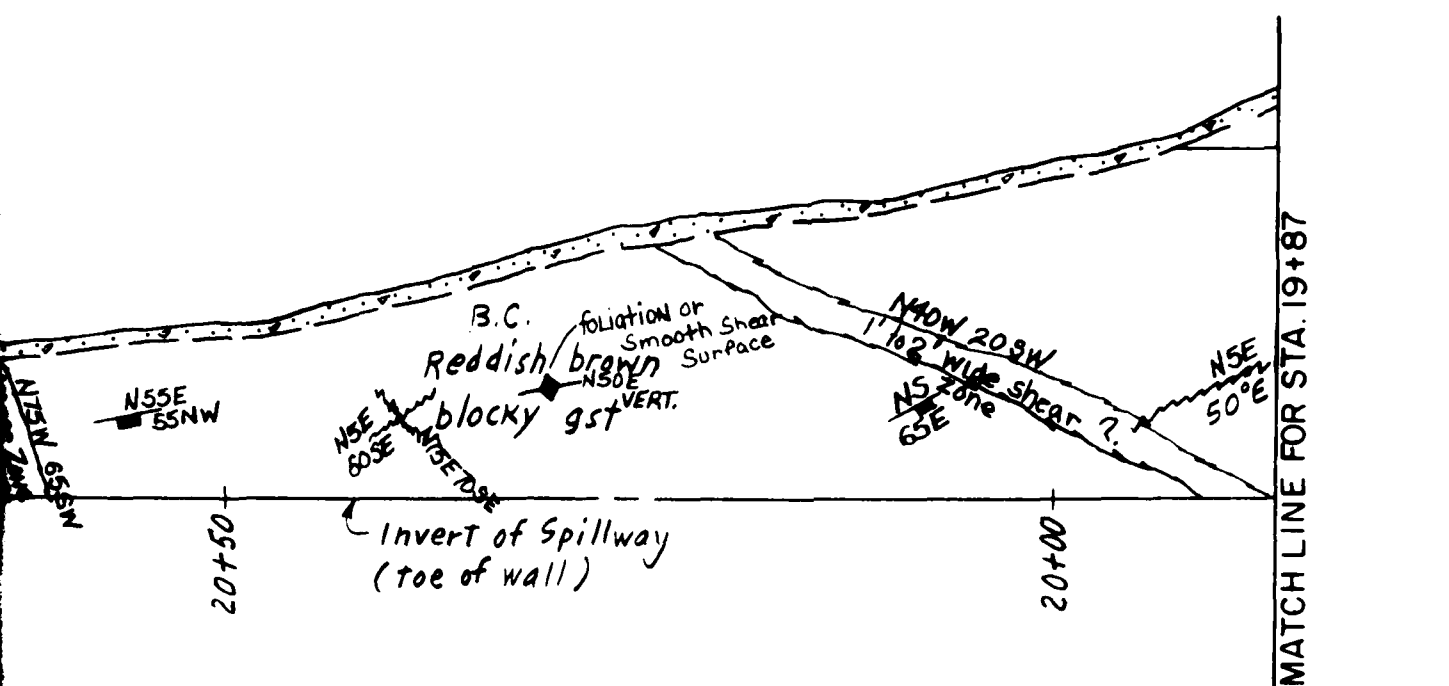 B.C.
foliation or
Smooth Shear
Surface
Reddish brown
N50E
VERT.
blocky gst
N40W 20SW
1' to 2' wide shear
zone
?
N5E
50°E
NS
65E
N55E
55NW
N75W 65SW
N5E
60SE
N75E 70SE
Invert of Spillway
(toe of wall)
20+50
20+00
MATCH LINE FOR STA. 19+87